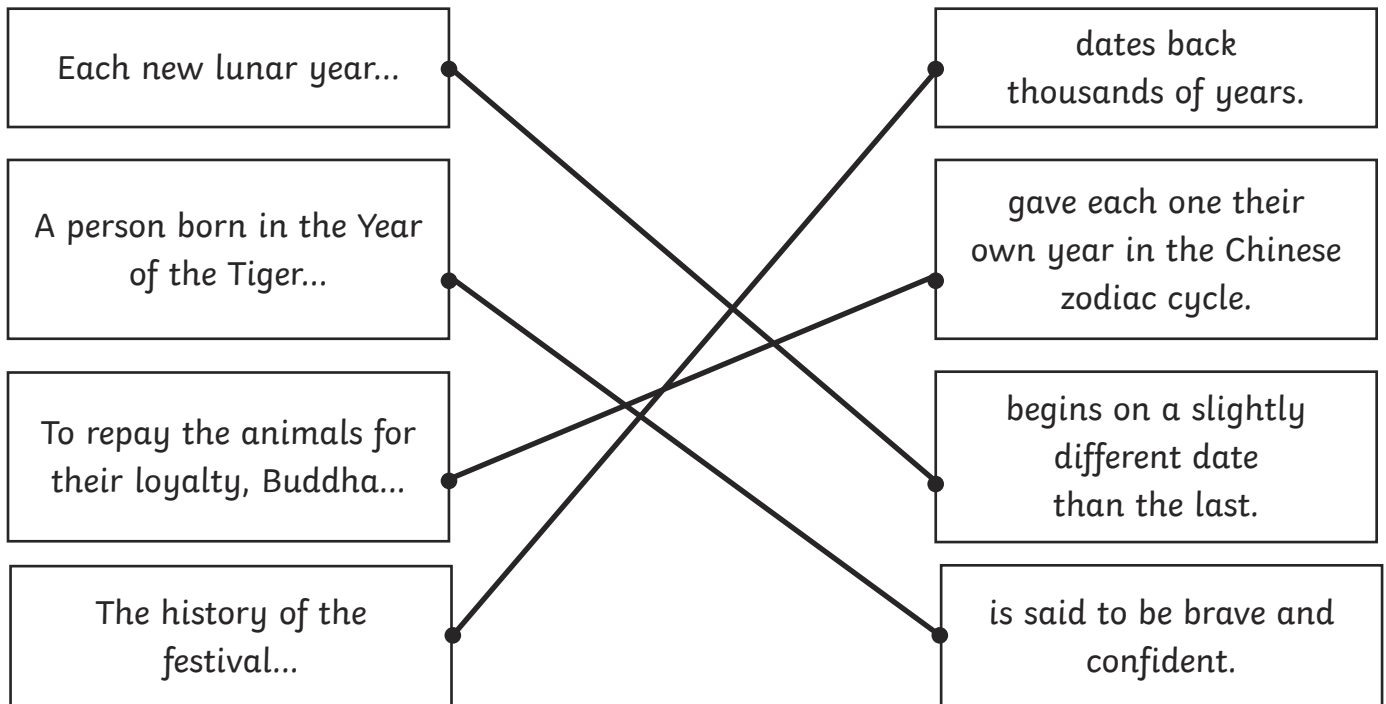 Each new lunar year...
dates back
thousands of years.
A person born in the Year
of the Tiger...
gave each one their
own year in the Chinese
zodiac cycle.
To repay the animals for
their loyalty, Buddha...
begins on a slightly
different date
than the last.
The history of the
festival...
is said to be brave and
confident.